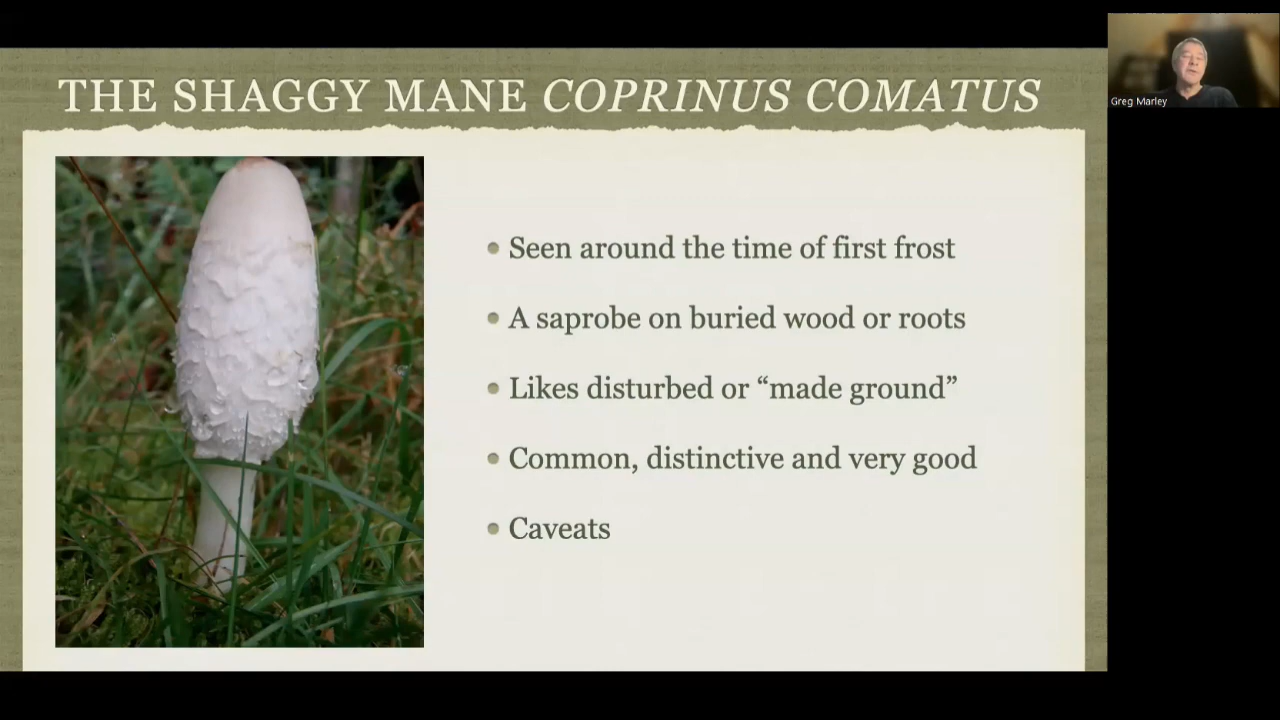 THE SHAGGY MANE COPRINUS COMATUS
Greg Marley
• Seen around the time of first frost
• A saprobe on buried wood or roots
• Likes disturbed or “made ground”
• Common, distinctive and very good
• Caveats